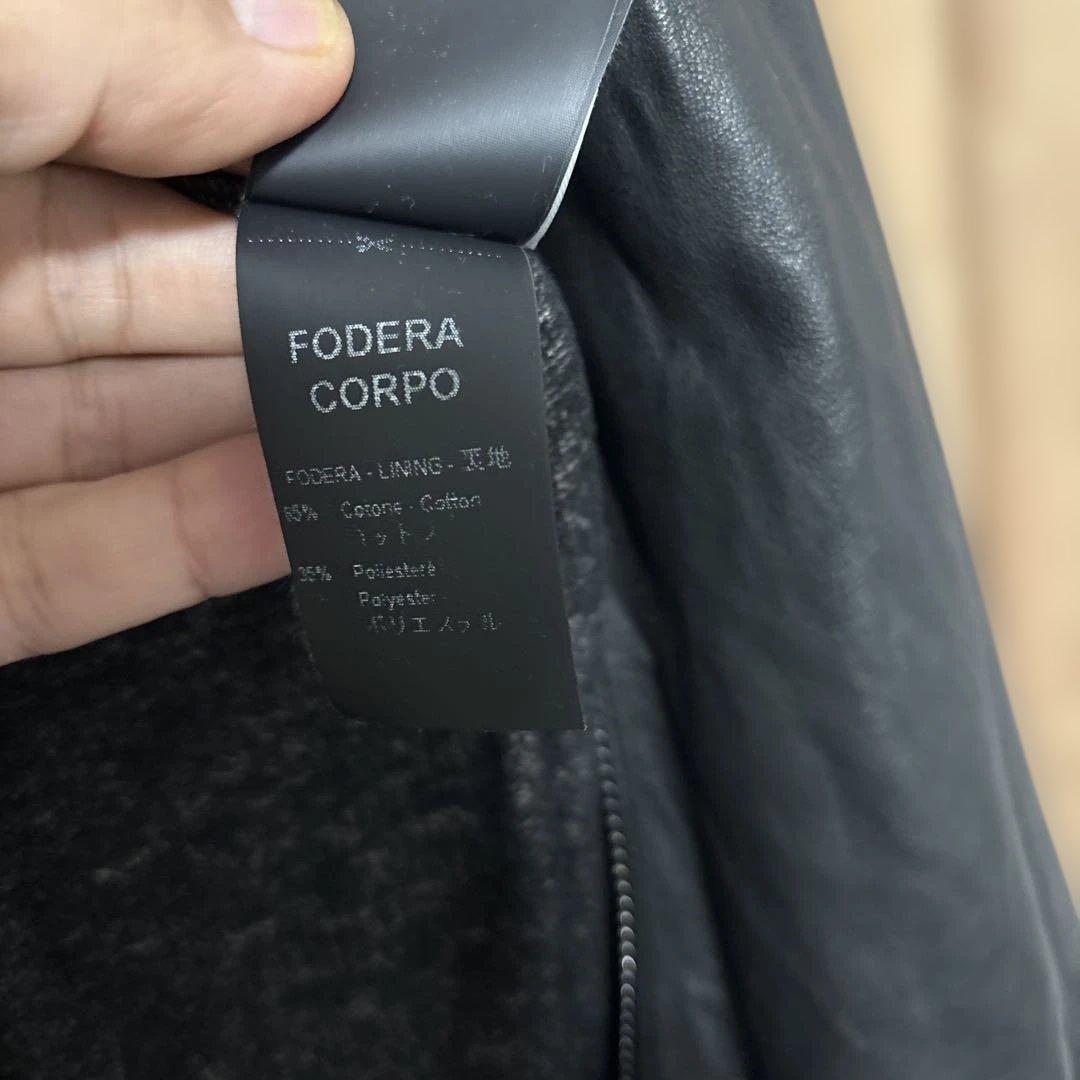 FODERA
CORPO
FODERA - LINING - 裏地
65% Cotone - Cotton
コットン
35% Poliestere
Polyester
ポリエステル